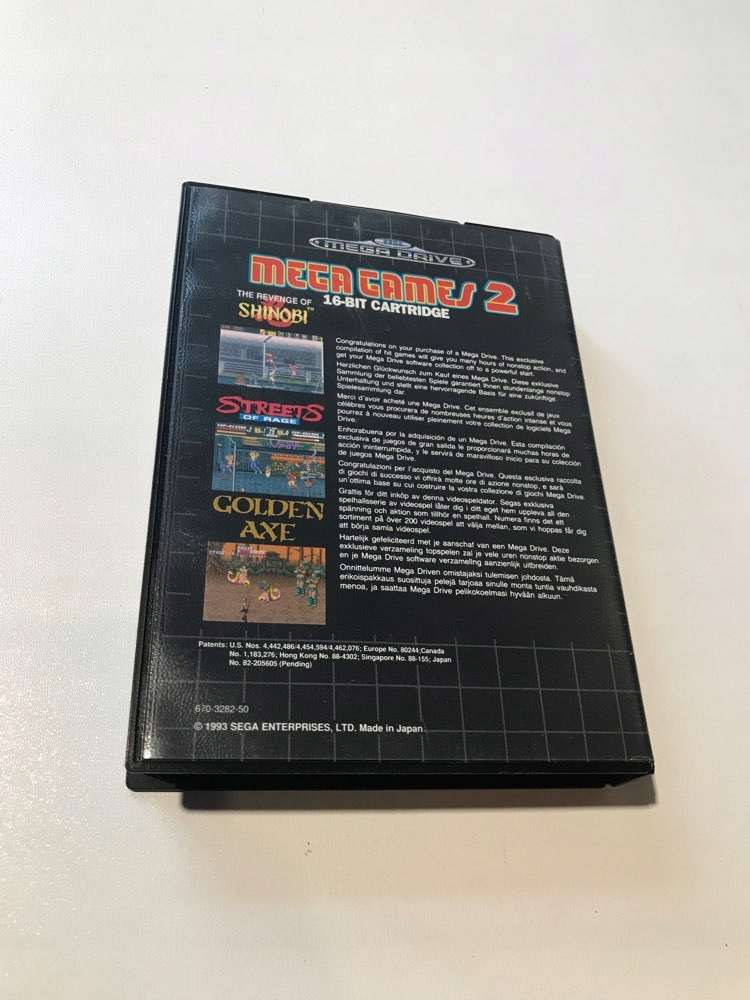 SEGA
MEGA DRIVE
MEGA GAMES 2
16-BIT CARTRIDGE
THE REVENGE OF
SHINOBI™
STREETS
OF RAGE
GOLDEN
AXE
Congratulations on your purchase of a Mega Drive. This exclusive
compilation of hit games will give you many hours of nonstop action, and
get your Mega Drive software collection off to a powerful start.
Herzlichen Glückwunsch zum Kauf eines Mega Drive. Diese exklusive
Sammlung der beliebtesten Spiele garantiert Ihnen stundenlange nonstop
Unterhaltung und stellt eine hervorragende Basis für eine zukünftige
Spielesammlung dar.
Merci d'avoir acheté une Mega Drive. Cet ensemble exclusif de jeux
célèbres vous procurera de nombreuses heures d'action intense et vous
pourrez à nouveau utiliser pleinement votre collection de logiciels Mega
Drive.
Enhorabuena por la adquisición de un Mega Drive. Esta compilación
exclusiva de juegos de gran salida le proporcionará muchas horas de
acción ininterrumpida, y le servirá de maravilloso inicio para su colección
de juegos Mega Drive.
Congratulazioni per l'acquisto del Mega Drive. Questa esclusiva raccolta
di giochi di successo vi offrirà molte ore di azione nonstop, e sarà
un'ottima base su cui costruire la vostra collezione di giochi Mega Drive.
Grattis för ditt inköp av denna videospeldator. Segas exklusiva
spelhallsserie av videospel låter dig i ditt eget hem uppleva all den
spänning och aktion som tillhör en spelhall. Numera finns det ett
sortiment på över 200 videospel att välja mellan, som vi hoppas får dig
att börja samla videospel.
Hartelijk gefeliciteerd met je aanschaf van een Mega Drive. Deze
exklusieve verzameling topspelen zal je vele uren nonstop aktie bezorgen
en je Mega Drive software verzameling aanzienlijk uitbreiden.
Onnittelumme Mega Driven omistajaksi tulemisen johdosta. Tämä
erikoispakkaus suosittuja pelejä tarjoaa sinulle monta tuntia vauhdikasta
menoa, ja saattaa Mega Drive pelikokoelmasi hyvään alkuun.
Patents: U.S. Nos. 4,442,486/4,454,594/4,462,076; Europe No. 80244;Canada
No. 1,183,276; Hong Kong No. 88-4302; Singapore No. 88-155; Japan
No. 82-205605 (Pending)
670-3282-50
© 1993 SEGA ENTERPRISES, LTD. Made in Japan